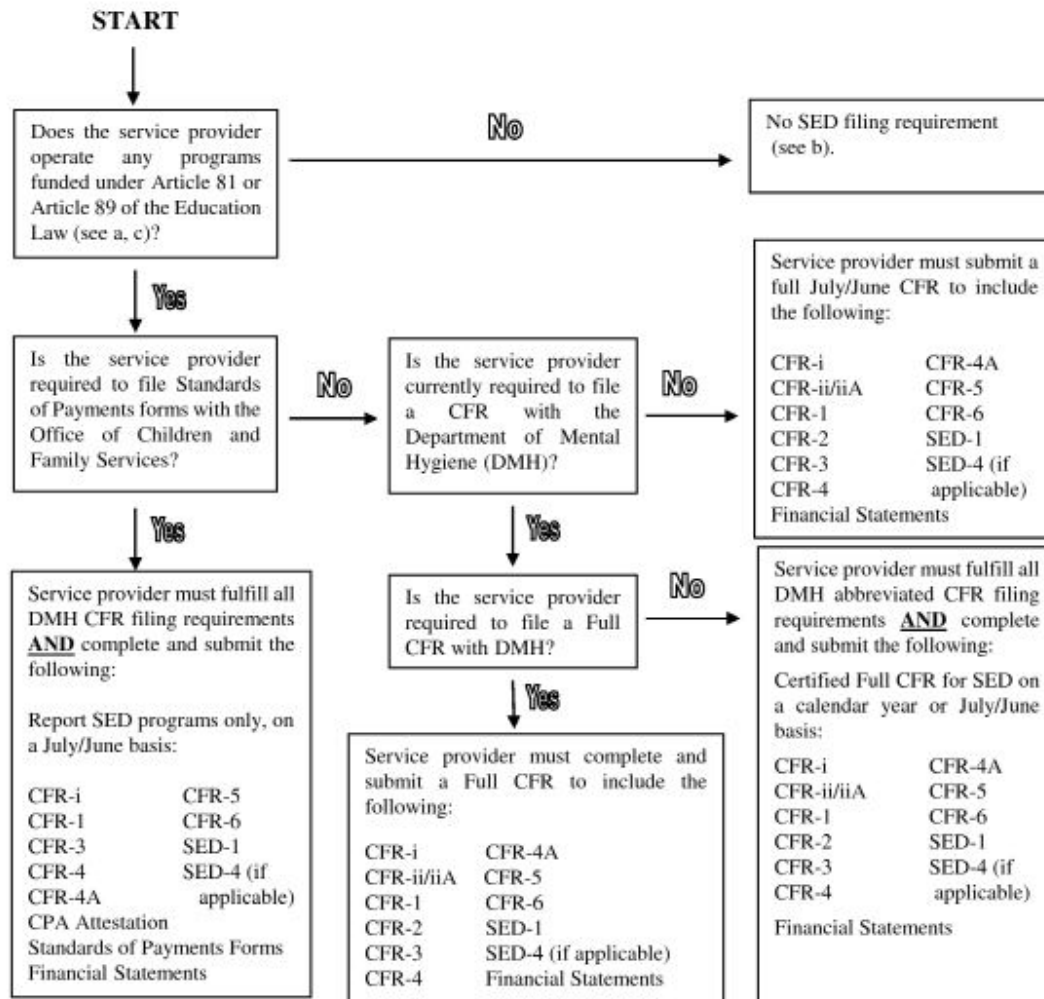 START
Does the service provider
operate any programs
funded under Article 81 or
Article 89 of the Education
Law (see a, c)?
No
No SED filing requirement
(see b).
Yes
Is the service provider
required to file Standards
of Payments forms with the
Office of Children and
Family Services?
No
Is the service provider
currently required to file
a CFR with the
Department of Mental
Hygiene (DMH)?
No
Service provider must submit a
full July/June CFR to include
the following:
CFR-i CFR-4A
CFR-ii/iiA CFR-5
CFR-1 CFR-6
CFR-2 SED-1
CFR-3 SED-4 (if
CFR-4 applicable)
Financial Statements
Yes
Service provider must fulfill all
DMH CFR filing requirements
AND complete and submit the
following:
Report SED programs only, on
a July/June basis:
CFR-i CFR-5
CFR-1 CFR-6
CFR-3 SED-1
CFR-4 SED-4 (if
CFR-4A applicable)
CPA Attestation
Standards of Payments Forms
Financial Statements
Yes
Is the service provider
required to file a Full
CFR with DMH?
No
Service provider must fulfill all
DMH abbreviated CFR filing
requirements AND complete
and submit the following:
Certified Full CFR for SED on
a calendar year or July/June
basis:
CFR-i CFR-4A
CFR-ii/iiA CFR-5
CFR-1 CFR-6
CFR-2 SED-1
CFR-3 SED-4 (if
CFR-4 applicable)
Financial Statements
Yes
Service provider must complete and
submit a Full CFR to include the
following:
CFR-i CFR-4A
CFR-ii/iiA CFR-5
CFR-1 CFR-6
CFR-2 SED-1
CFR-3 SED-4 (if applicable)
CFR-4 Financial Statements